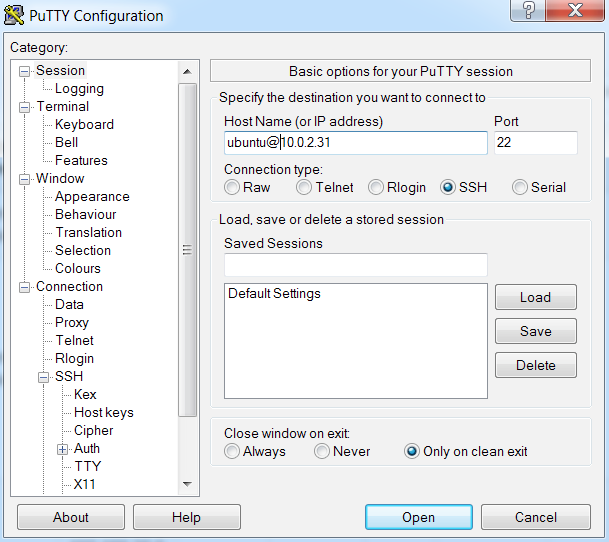 PuTTY Configuration
Category:
Session
Logging
Terminal
Keyboard
Bell
Features
Window
Appearance
Behaviour
Translation
Selection
Colours
Connection
Data
Proxy
Telnet
Rlogin
SSH
Kex
Host keys
Cipher
Auth
TTY
X11
Basic options for your PuTTY session
Specify the destination you want to connect to
Host Name (or IP address) Port
ubuntu@10.0.2.31 22
Connection type:
Raw Telnet Rlogin SSH Serial
Load, save or delete a stored session
Saved Sessions
Default Settings
Load
Save
Delete
Close window on exit:
Always Never Only on clean exit
About Help Open Cancel